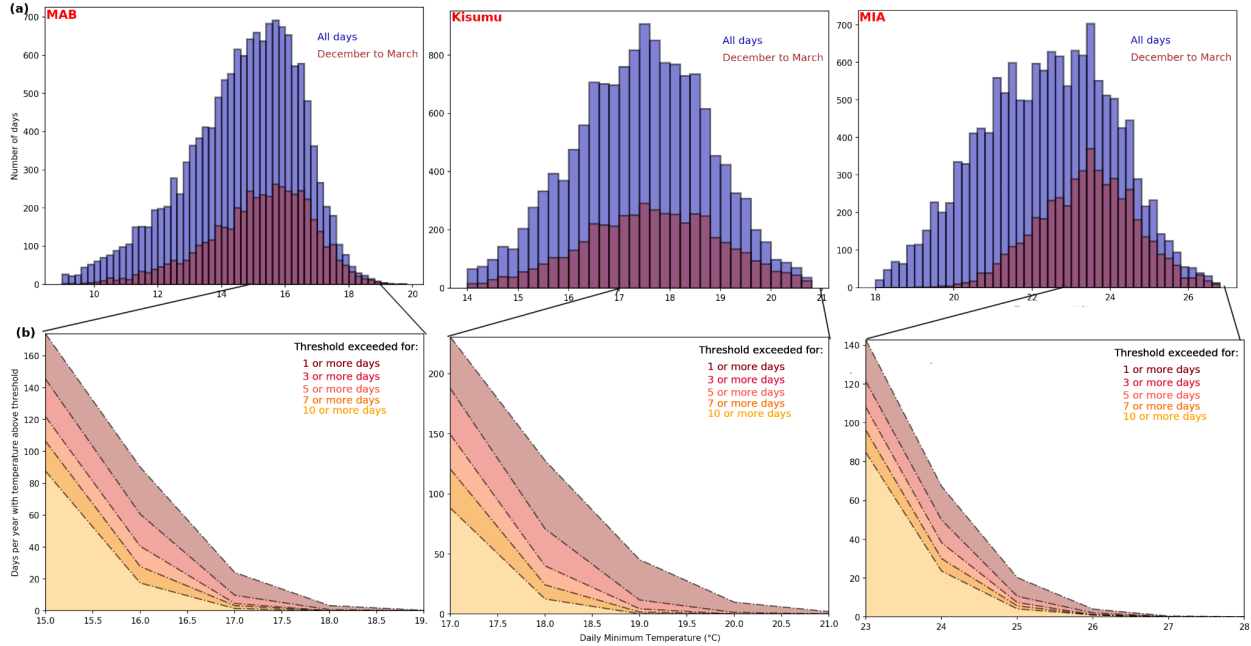 (a)
MAB
Kisumu
MIA
All days
December to March
All days
December to March
All days
December to March
Number of days
700
600
500
400
300
200
100
0
10
12
14
16
18
20
800
600
400
200
0
14
15
16
17
18
19
20
21
700
600
500
400
300
200
100
0
18
20
22
24
26
(b)
Threshold exceeded for:
1 or more days
3 or more days
5 or more days
7 or more days
10 or more days
Threshold exceeded for:
1 or more days
3 or more days
5 or more days
7 or more days
10 or more days
Threshold exceeded for:
1 or more days
3 or more days
5 or more days
7 or more days
10 or more days
Days per year with temperature above threshold
160
140
120
100
80
60
40
20
0
15.0
15.5
16.0
16.5
17.0
17.5
18.0
18.5
19.
200
150
100
50
0
17.0
17.5
18.0
18.5
19.0
19.5
20.0
20.5
21.0
140
120
100
80
60
40
20
0
23
24
25
26
27
28
Daily Minimum Temperature (°C)